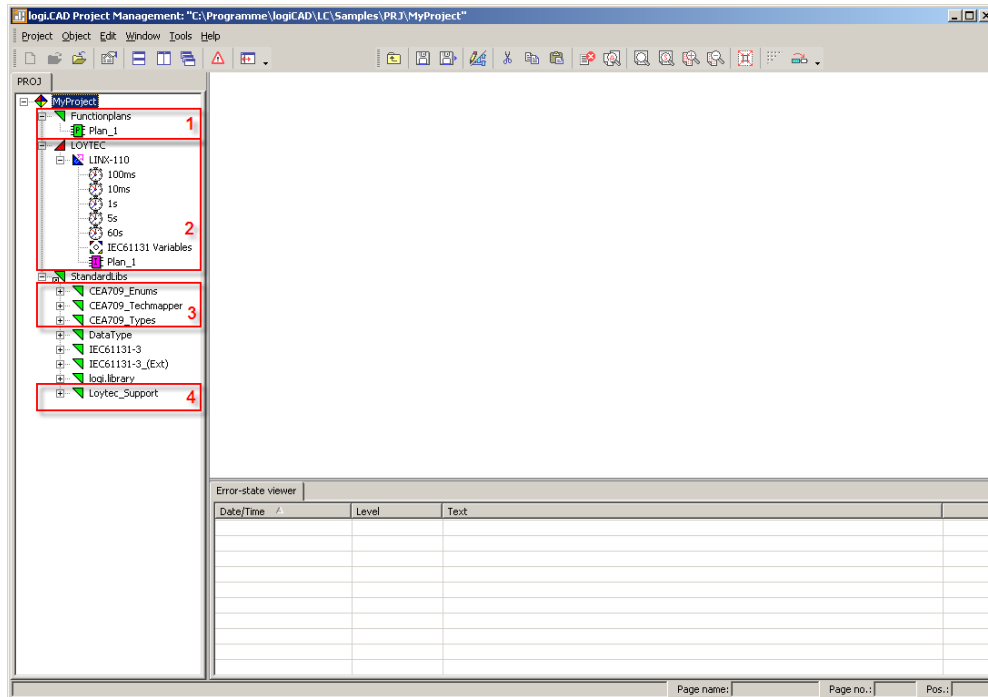 logi.CAD Project Management: "C:\Programme\logiCAD\LC\Samples\PRJ\MyProject"
Project Object Edit Window Tools Help
PROJ
MyProject
Functionplans
1
Plan_1
LOYTEC
LINX-110
100ms
10ms
1s
5s
60s
2
IEC61131 Variables
Plan_1
StandardLibs
CEA709_Enums
CEA709_Techmapper
3
CEA709_Types
DataType
IEC61131-3
IEC61131-3_(Ext)
logi.library
Loytec_Support
4
Error-state viewer
Date/Time Level Text
Page name: Page no.: Pos.: